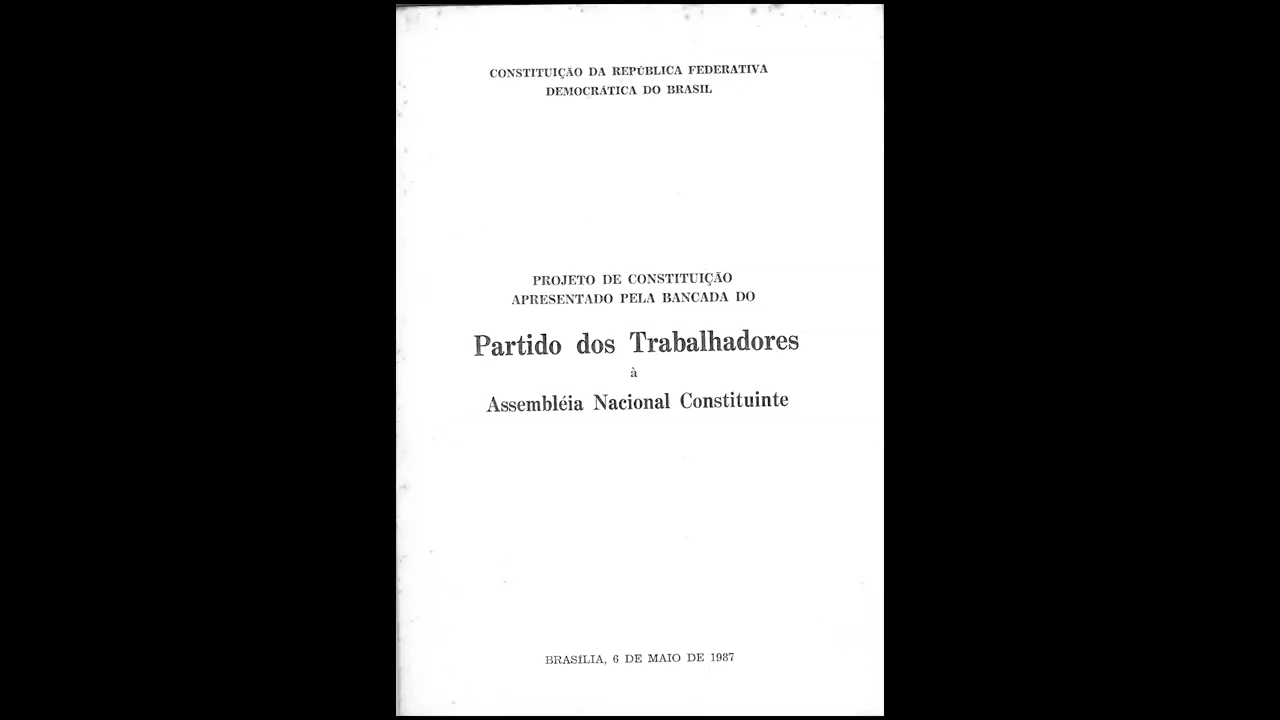 CONSTITUIÇÃO DA REPÚBLICA FEDERATIVA
DEMOCRÁTICA DO BRASIL
PROJETO DE CONSTITUIÇÃO
APRESENTADO PELA BANCADA DO
Partido dos Trabalhadores
à
Assembléia Nacional Constituinte
BRASÍLIA, 6 DE MAIO DE 1987